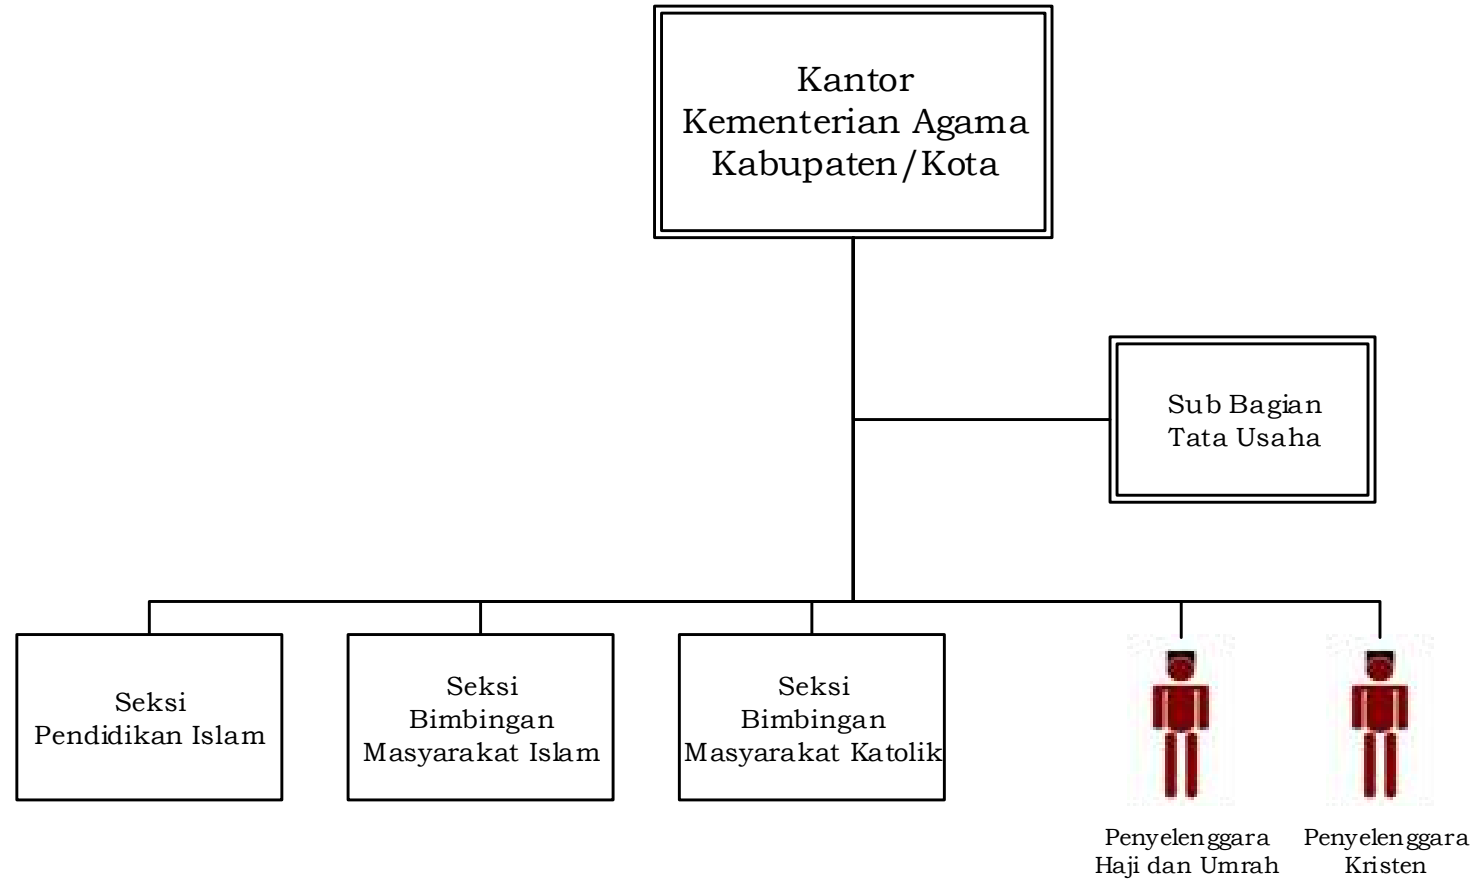 Kantor
Kementerian Agama
Kabupaten/Kota
Sub Bagian
Tata Usaha
Seksi
Pendidikan Islam
Seksi
Bimbingan
Masyarakat Islam
Seksi
Bimbingan
Masyarakat Katolik
Penyelenggara
Haji dan Umrah
Penyelenggara
Kristen